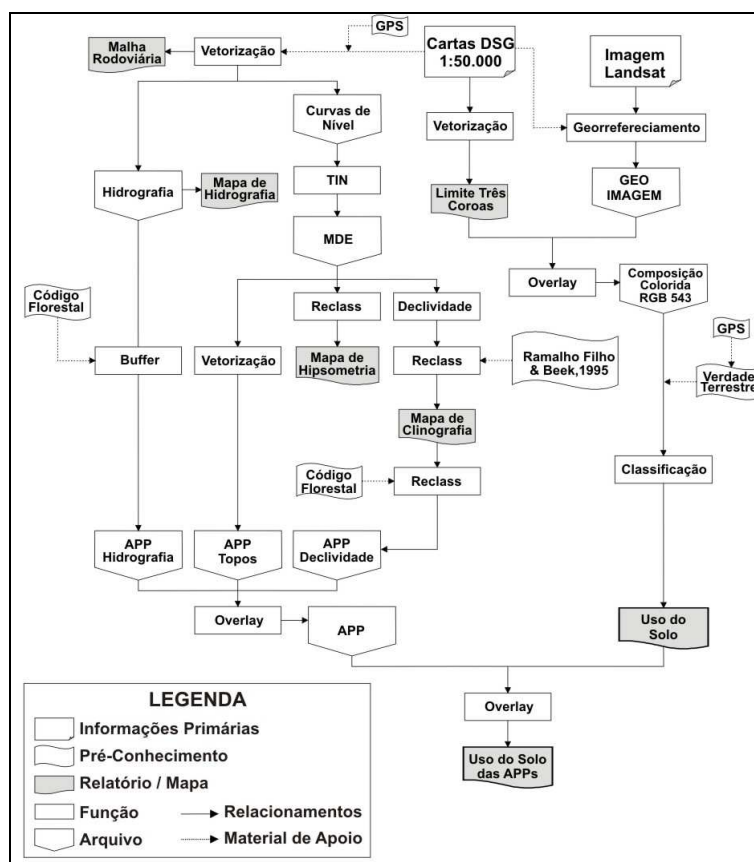 GPS
Malha
Rodoviária
Vetorização
Cartas DSG
1:50.000
Imagem
Landsat
Curvas de
Nível
Vetorização
Georrefereciamento
Hidrografia
Mapa de
Hidrografia
TIN
Limite Três
Coroas
GEO
IMAGEM
MDE
Overlay
Composição
Colorida
RGB 543
Código
Florestal
Reclass
Declividade
GPS
Buffer
Vetorização
Mapa de
Hipsometria
Reclass
Ramalho Filho
& Beek,1995
Verdade
Terrestre
Mapa de
Clinografia
Código
Florestal
Reclass
Classificação
APP
Hidrografia
APP
Topos
APP
Declividade
Overlay
APP
Uso do
Solo
Overlay
Uso do Solo
das APPs
LEGENDA
Informações Primárias
Pré-Conhecimento
Relatório / Mapa
Função
Relacionamentos
Arquivo
Material de Apoio